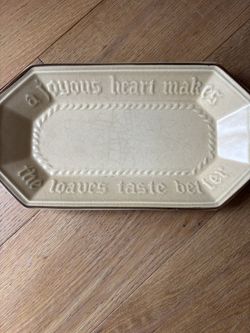 a joyous heart makes
the loaves taste better